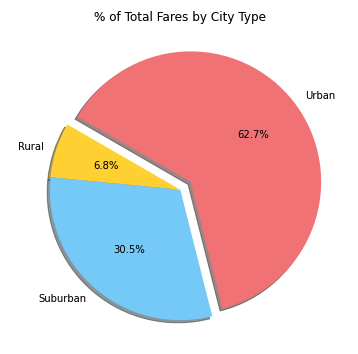 % of Total Fares by City Type
Urban
62.7%
Rural
6.8%
30.5%
Suburban